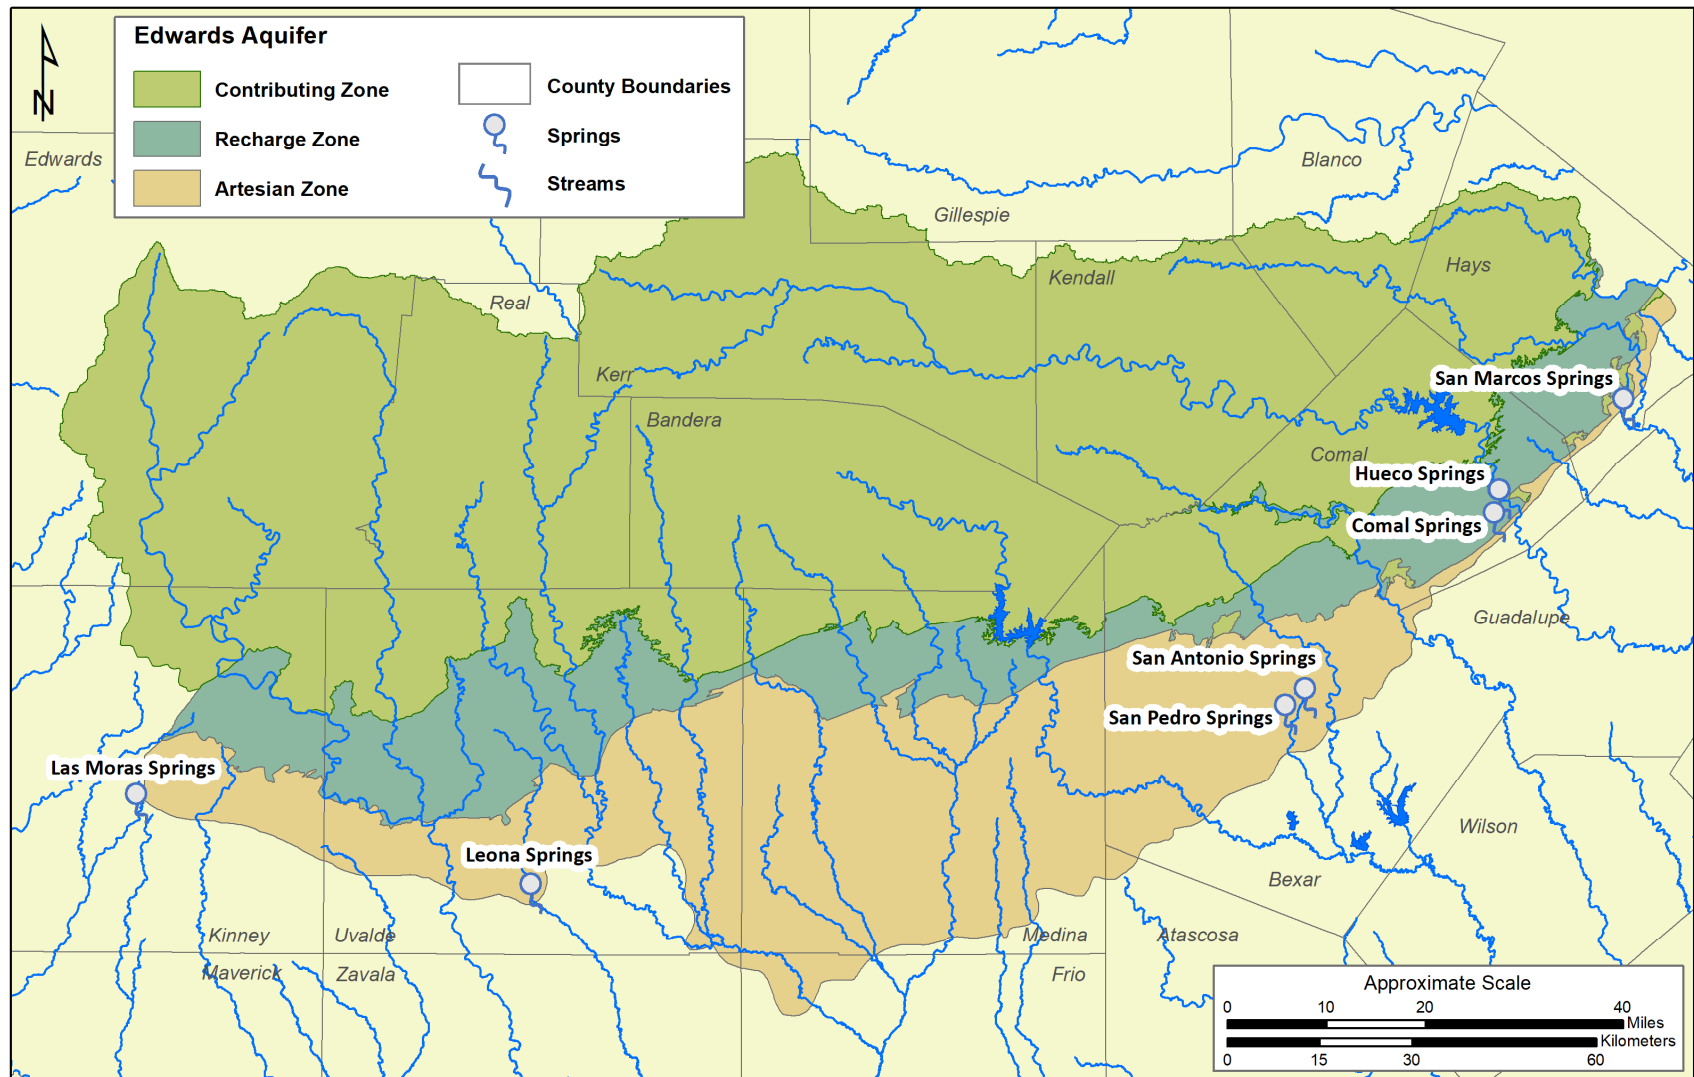 Edwards Aquifer
Contributing Zone
County Boundaries
Recharge Zone
Springs
Artesian Zone
Streams
N
Edwards
Blanco
Gillespie
Hays
Kendall
Real
Kerr
San Marcos Springs
Bandera
Comal
Hueco Springs
Comal Springs
Guadalupe
San Antonio Springs
San Pedro Springs
Las Moras Springs
Wilson
Leona Springs
Bexar
Kinney
Uvalde
Medina
Atascosa
Maverick
Zavala
Frio
Approximate Scale
0 10 20 40
Miles
Kilometers
0 15 30 60